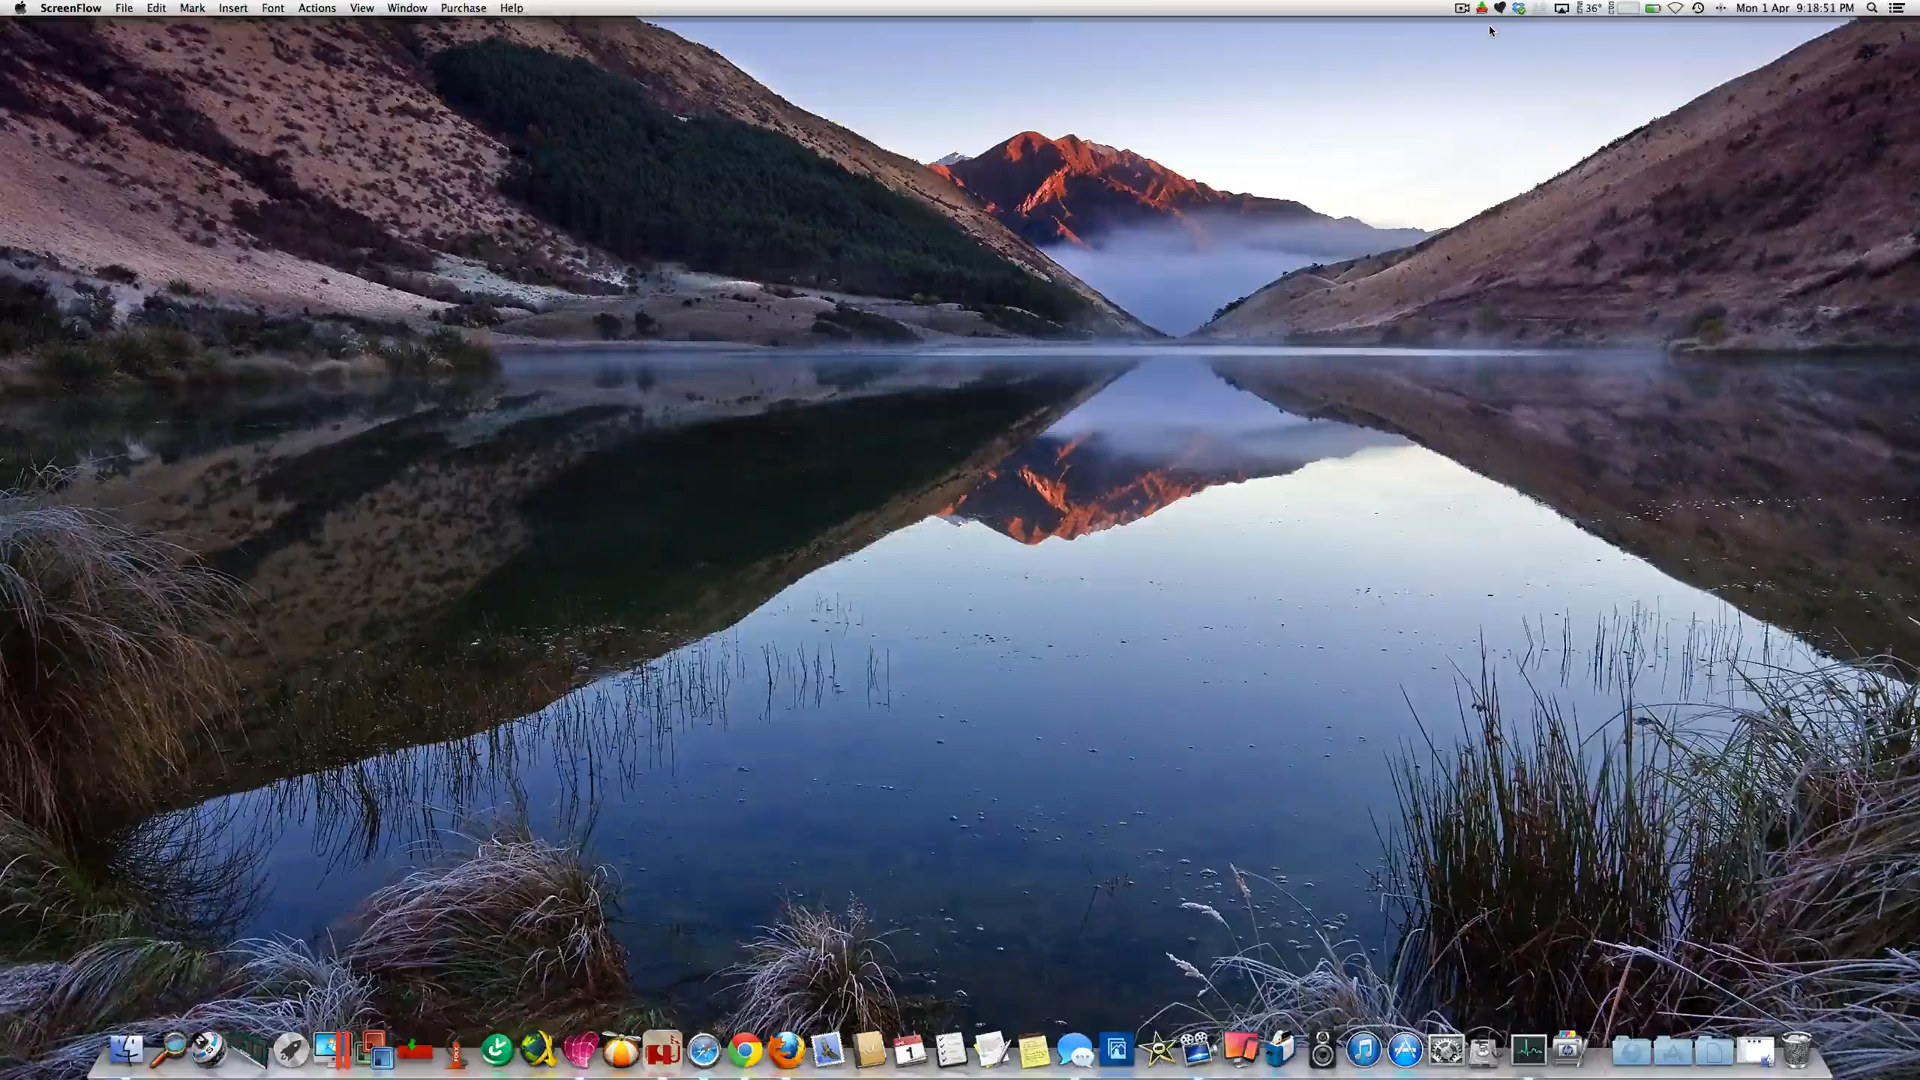 ScreenFlow File Edit Mark Insert Font Actions View Window Purchase Help 36° Mon 1 Apr 9:18:51 PM
1